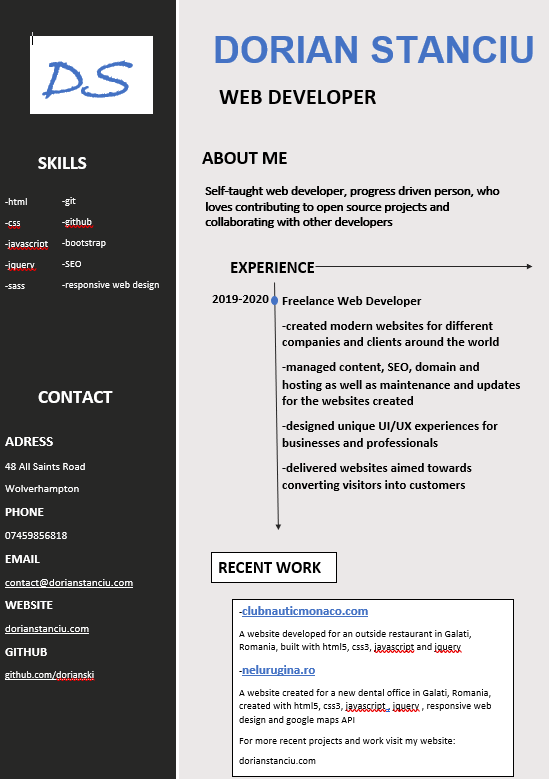 DS
SKILLS
-html
-css
-javascript
-jquery
-sass
-git
-github
-bootstrap
-SEO
-responsive web design
CONTACT
ADRESS
48 All Saints Road
Wolverhampton
PHONE
07459856818
EMAIL
contact@dorianstanciu.com
WEBSITE
dorianstanciu.com
GITHUB
github.com/dorianski
DORIAN STANCIU
WEB DEVELOPER
ABOUT ME
Self-taught web developer, progress driven person, who
loves contributing to open source projects and
collaborating with other developers
EXPERIENCE
2019-2020
Freelance Web Developer
-created modern websites for different
companies and clients around the world
-managed content, SEO, domain and
hosting as well as maintenance and updates
for the websites created
-designed unique UI/UX experiences for
businesses and professionals
-delivered websites aimed towards
converting visitors into customers
RECENT WORK
-clubnauticmonaco.com
A website developed for an outside restaurant in Galati,
Romania, built with html5, css3, javascript and jquery
-nelurugina.ro
A website created for a new dental office in Galati, Romania,
created with html5, css3, javascript , jquery , responsive web
design and google maps API
For more recent projects and work visit my website:
dorianstanciu.com